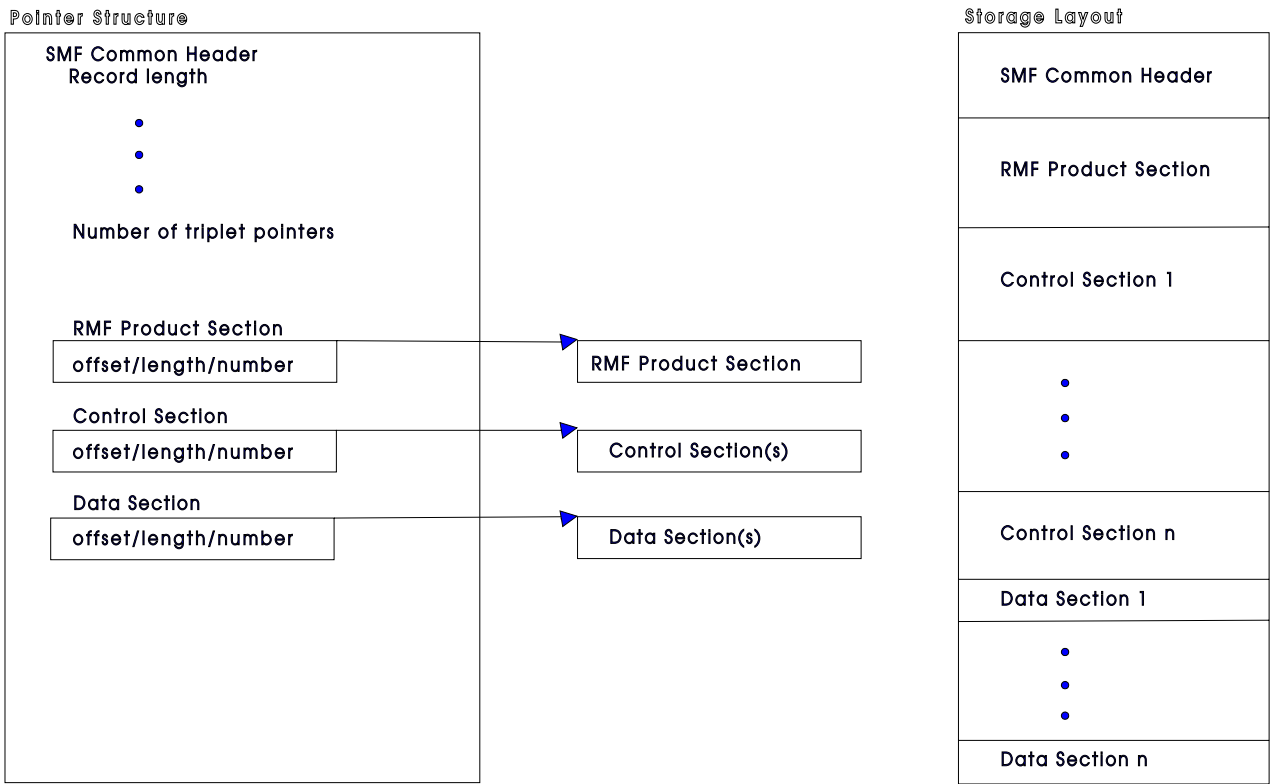 Pointer Structure
SMF Common Header
Record length
Number of triplet pointers
RMF Product Section
offset/length/number
Control Section
offset/length/number
Data Section
offset/length/number
RMF Product Section
Control Section(s)
Data Section(s)
Storage Layout
SMF Common Header
RMF Product Section
Control Section 1
Control Section n
Data Section 1
Data Section n